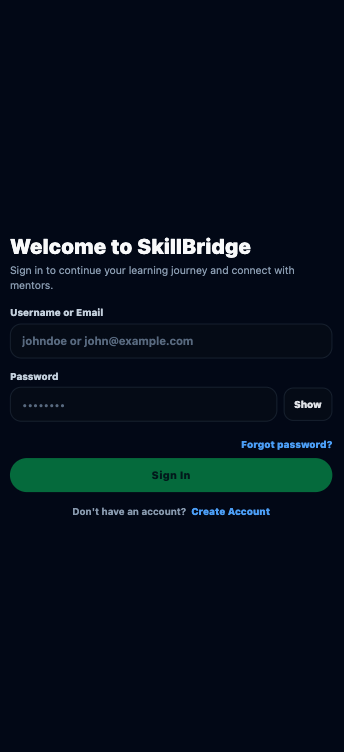 Welcome to SkillBridge
Sign in to continue your learning journey and connect with
mentors.
Username or Email
johndoe or john@example.com
Password
••••••••
Show
Forgot password?
Sign In
Don't have an account? Create Account